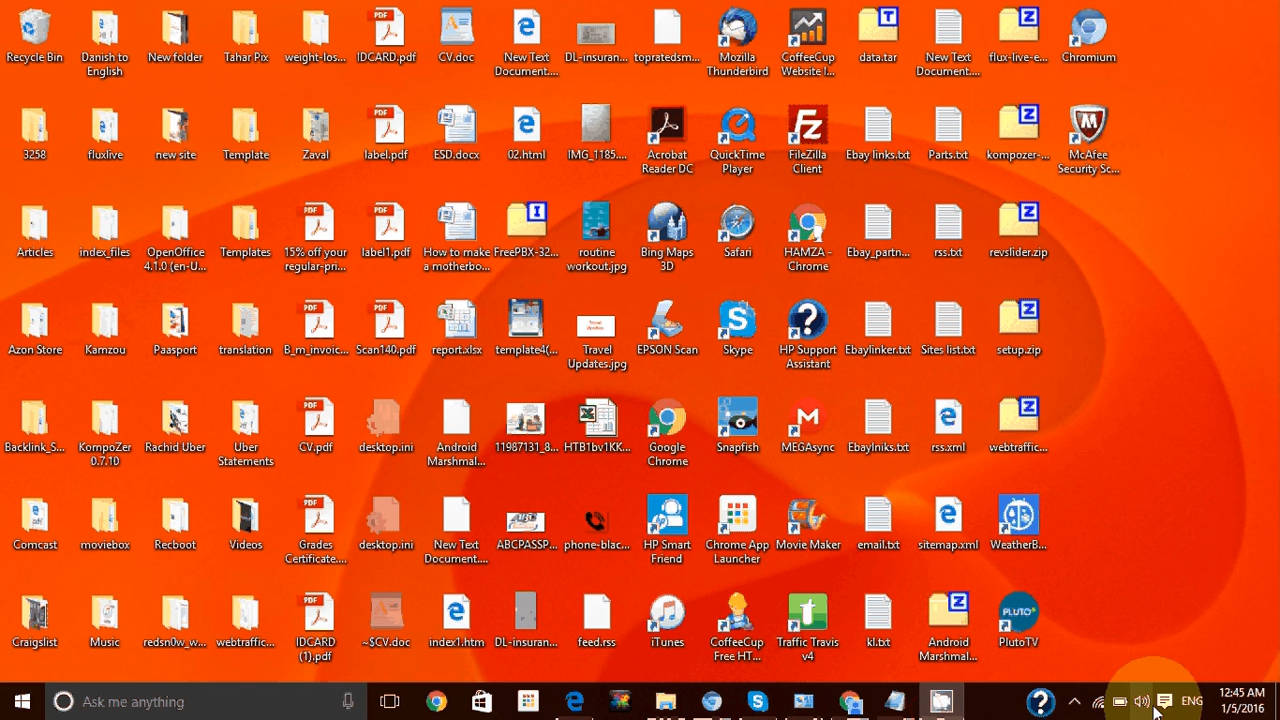 Recycle Bin
Danish to
English
New folder
Tahar Pix
weight-los...
PDF
IDCARD.pdf
CV.doc
New Text
Document....
DL-insuran...
topratedsm...
Mozilla
Thunderbird
CoffeeCup
Website I...
T
data.tar
New Text
Document....
Z
flux-live-e...
Chromium
3258
fluxlive
new site
Template
Zaval
PDF
label.pdf
ESD.docx
02.html
IMG_1185....
Acrobat
Reader DC
QuickTime
Player
FileZilla
Client
Ebay links.txt
Parts.txt
Z
kompozer-...
McAfee
Security Sc...
Articles
index_files
OpenOffice
4.1.0 (en-U...
Templates
PDF
15% off your
regular-pri...
PDF
label1.pdf
How to make
a motherbo...
I
FreePBX-32...
routine
workout.jpg
Bing Maps
3D
Safari
HAMZA -
Chrome
Ebay_partn...
rss.txt
Z
revslider.zip
Azon Store
Kamzou
Paasport
translation
PDF
B_m_invoic...
PDF
Scan140.pdf
report.xlsx
template4(...
Travel
Updates.jpg
EPSON Scan
Skype
HP Support
Assistant
Ebaylinker.txt
Sites list.txt
Z
setup.zip
Backlink_S...
KompoZer
0.7.10
Rachid Uber
Uber
Statements
PDF
CV.pdf
desktop.ini
Android
Marshmal...
11987131_8...
HTB1bv1KK...
Google
Chrome
Snapfish
MEGAsync
Ebaylniks.txt
rss.xml
Z
webtraffic...
Comcast
moviebox
Recboot
Videos
PDF
Grades
Certificate....
desktop.ini
New Text
Document....
ABCPASSP...
phone-blac...
HP Smart
Friend
Chrome App
Launcher
Movie Maker
email.txt
sitemap.xml
WeatherB...
Craigslist
Music
redsn0w_w...
webtraffic...
PDF
IDCARD
(1).pdf
~$CV.doc
index1.htm
DL-insuran...
feed.rss
iTunes
CoffeeCup
Free HT...
Traffic Travis
v4
kl.txt
Z
Android
Marshmal...
PLUTO
PlutoTV
Ask me anything
ENG
12:45 AM
1/5/2016